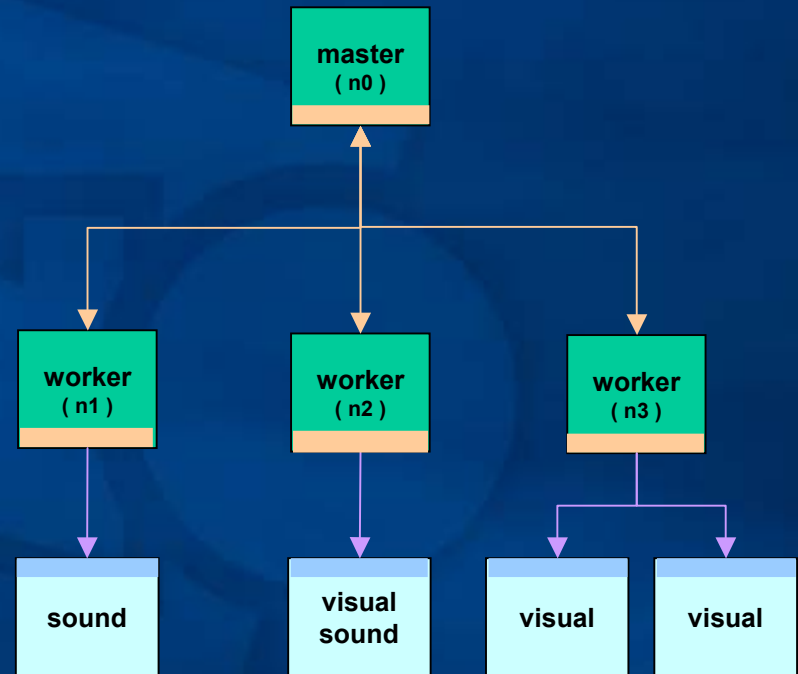 master
( n0 )
worker
( n1 )
worker
( n2 )
worker
( n3 )
sound
visual
sound
visual
visual